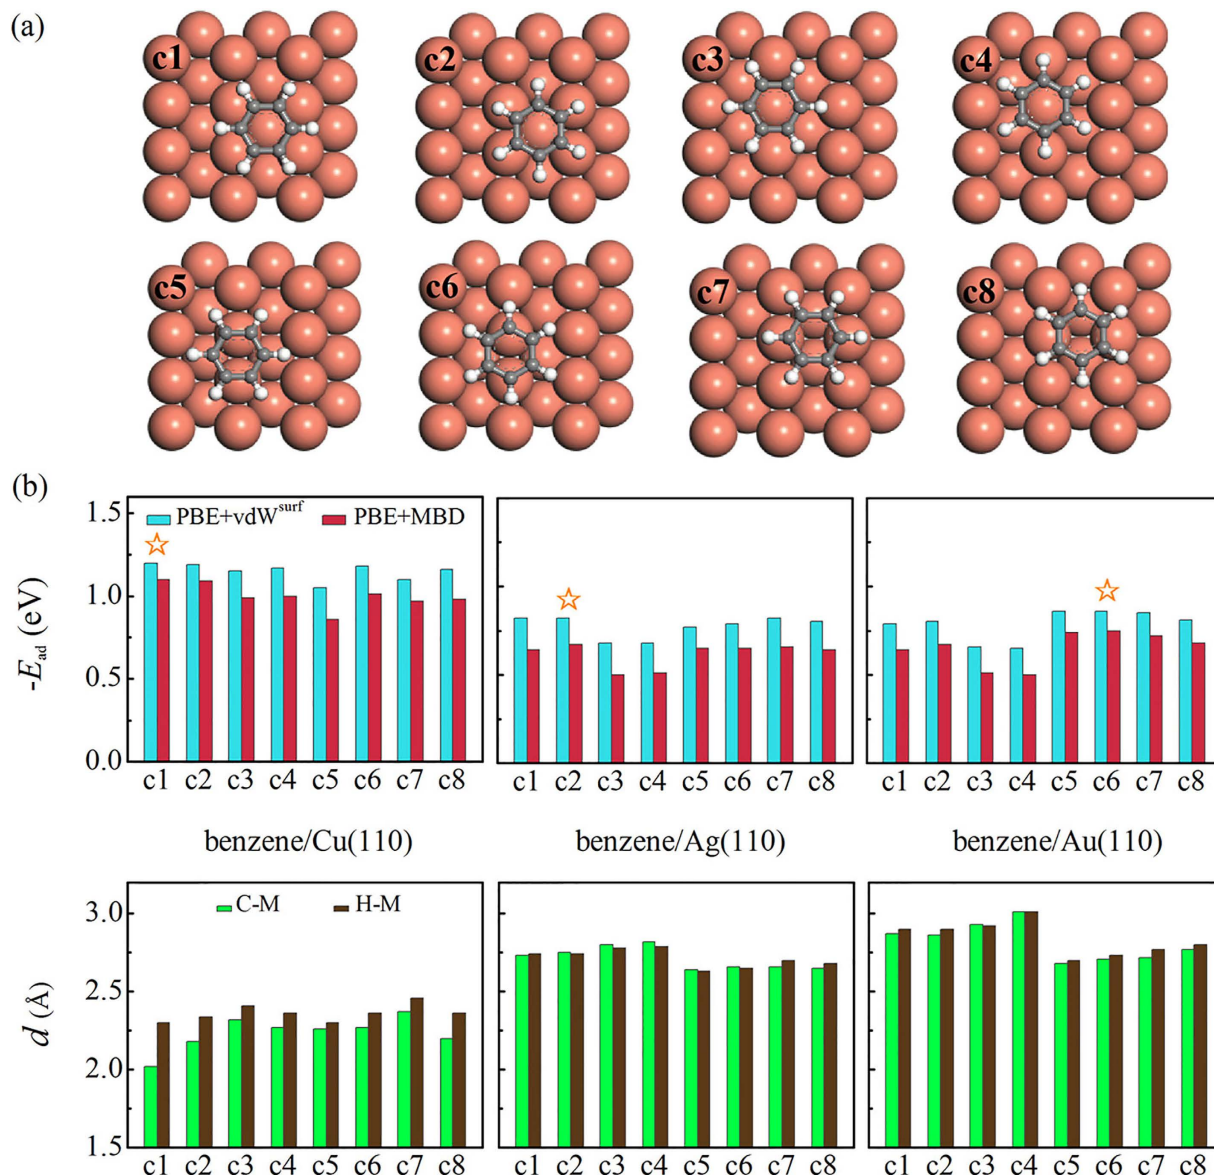 (a)
c1 c2 c3 c4
c5 c6 c7 c8
(b)
-E_ad (eV)
1.5
1.0
0.5
0.0
PBE+vdW^surf PBE+MBD
c1 c2 c3 c4 c5 c6 c7 c8 c1 c2 c3 c4 c5 c6 c7 c8 c1 c2 c3 c4 c5 c6 c7 c8
benzene/Cu(110) benzene/Ag(110) benzene/Au(110)
d (Å)
3.0
2.5
2.0
1.5
C-M H-M
c1 c2 c3 c4 c5 c6 c7 c8 c1 c2 c3 c4 c5 c6 c7 c8 c1 c2 c3 c4 c5 c6 c7 c8